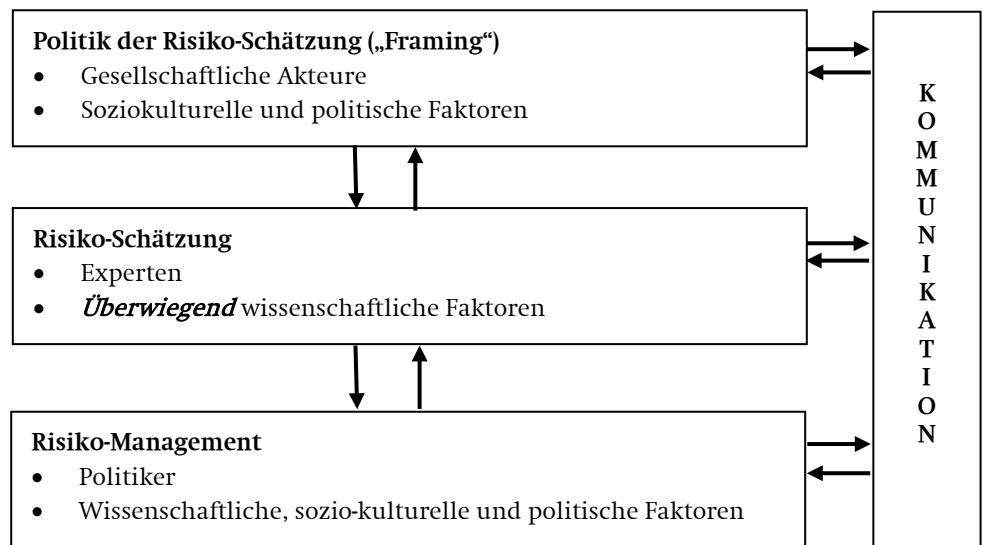 Politik der Risiko-Schätzung („Framing“)
• Gesellschaftliche Akteure
• Soziokulturelle und politische Faktoren
Risiko-Schätzung
• Experten
• Überwiegend wissenschaftliche Faktoren
Risiko-Management
• Politiker
• Wissenschaftliche, sozio-kulturelle und politische Faktoren
K
O
M
M
U
N
I
K
A
T
I
O
N